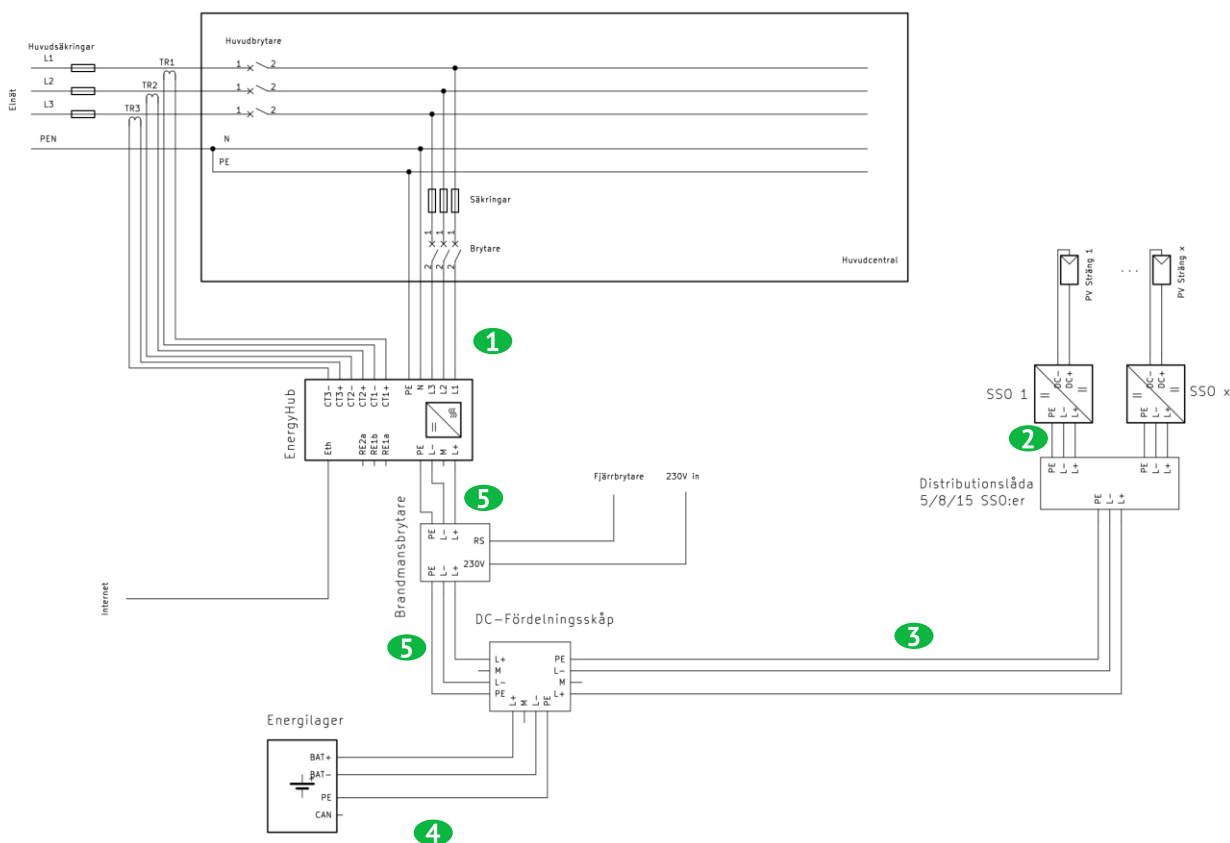 Huvudsäkringar
L1
L2
L3
PEN
Elnät
TR1
TR2
TR3
Huvudbrytare
1 2
1 2
1 2
N
PE
Säkringar
1 1 1
Brytare
2 2 2
Huvudcentral
1
PV Sträng 1
...
PV Sträng x
EnergyHub
CT3- CT3+ CT2- CT2+ CT1- CT1+ PE N L3 L2 L1
Eth RE2a RE1b RE1a PE L- M L+
SSO 1
DC- DC+
PE L- L+
SSO x
DC- DC+
PE L- L+
2
PE L- L+
PE L- L+
Distributionslåda
5/8/15 SSO:er
PE L- L+
5
Fjärrbrytare
230V in
Brandmansbrytare
PE L- L+
RS
230V
PE L- L+
Internet
5
DC-Fördelningsskåp
L+ PE
M L-
L- M
PE L+
L+ M L- PE
3
Energilager
BAT+
BAT-
+
PE
CAN
4